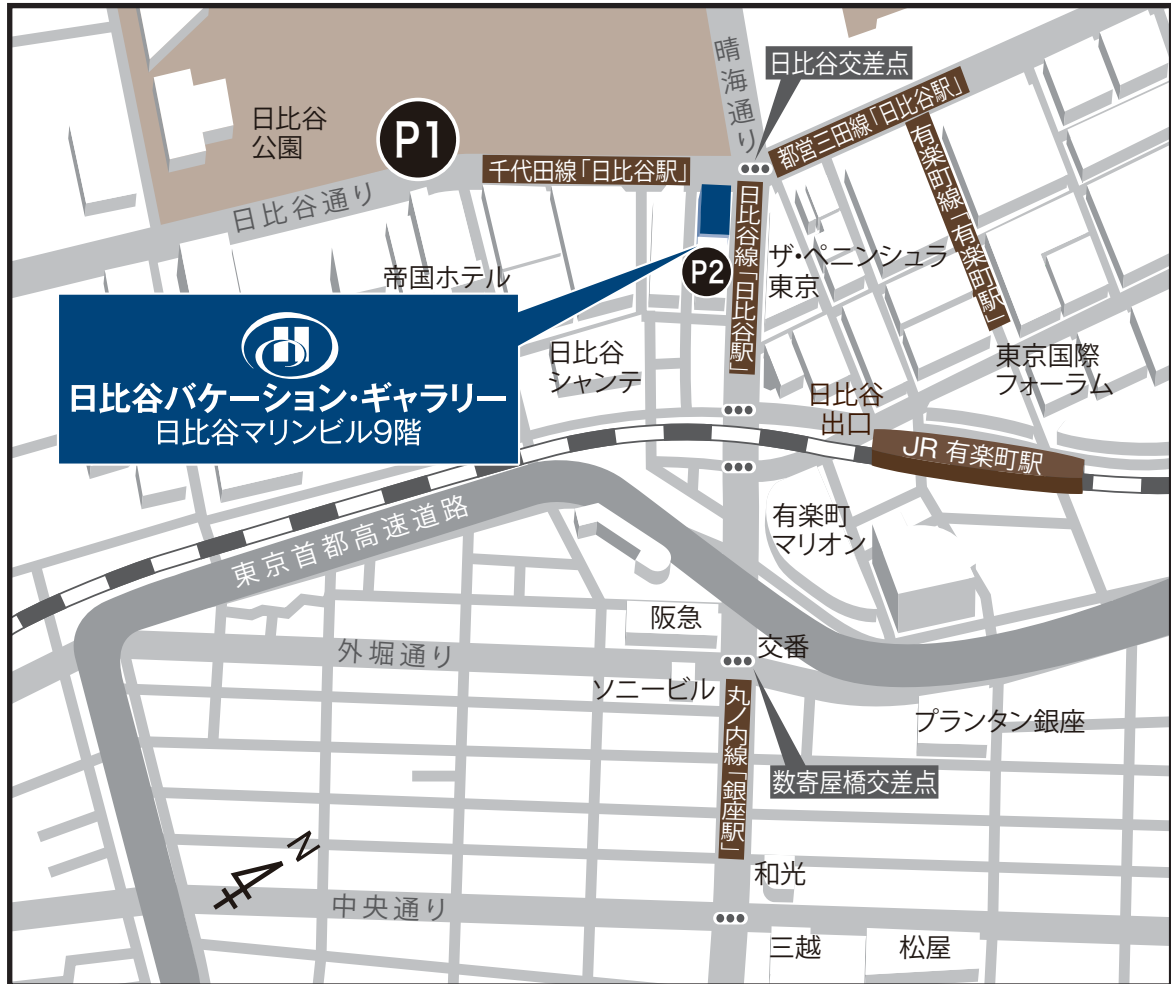 晴海通り
日比谷交差点
日比谷
公園
P1
千代田線「日比谷駅」
都営三田線「日比谷駅」
有楽町線「有楽町駅」
日比谷通り
日比谷線「日比谷駅」
P2
ザ・ペニンシュラ
東京
帝国ホテル
日比谷バケーション・ギャラリー
日比谷マリンビル9階
日比谷
シャンテ
東京国際
フォーラム
日比谷
出口
JR 有楽町駅
有楽町
マリオン
東京首都高速道路
阪急
交番
外堀通り
ソニービル
プランタン銀座
丸ノ内線「銀座駅」
数寄屋橋交差点
N
和光
中央通り
三越
松屋